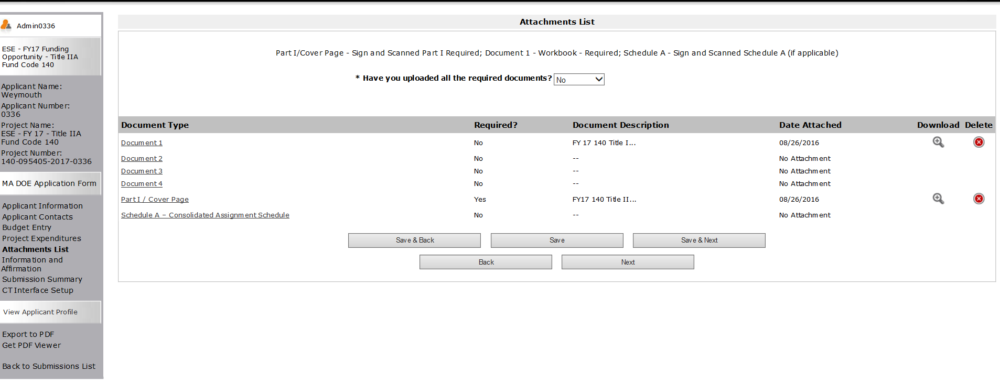 Admin0336
ESE - FY17 Funding
Opportunity - Title IIA
Fund Code 140
Applicant Name:
Weymouth
Applicant Number:
0336
Project Name:
ESE - FY 17 - Title IIA
Fund Code 140
Project Number:
140-095405-2017-0336
MA DOE Application Form
Applicant Information
Applicant Contacts
Budget Entry
Project Expenditures
Attachments List
Information and
Affirmation
Submission Summary
CT Interface Setup
View Applicant Profile
Export to PDF
Get PDF Viewer
Back to Submissions List
Attachments List
Part I/Cover Page - Sign and Scanned Part I Required; Document 1 - Workbook - Required; Schedule A - Sign and Scanned Schedule A (if applicable)
* Have you uploaded all the required documents? No
Document Type Required? Document Description Date Attached Download Delete
Document 1 No FY 17 140 Title I... 08/26/2016
Document 2 No -- No Attachment
Document 3 No -- No Attachment
Document 4 No -- No Attachment
Part I / Cover Page Yes FY17 140 Title II... 08/26/2016
Schedule A – Consolidated Assignment Schedule No -- No Attachment
Save & Back Save Save & Next
Back Next